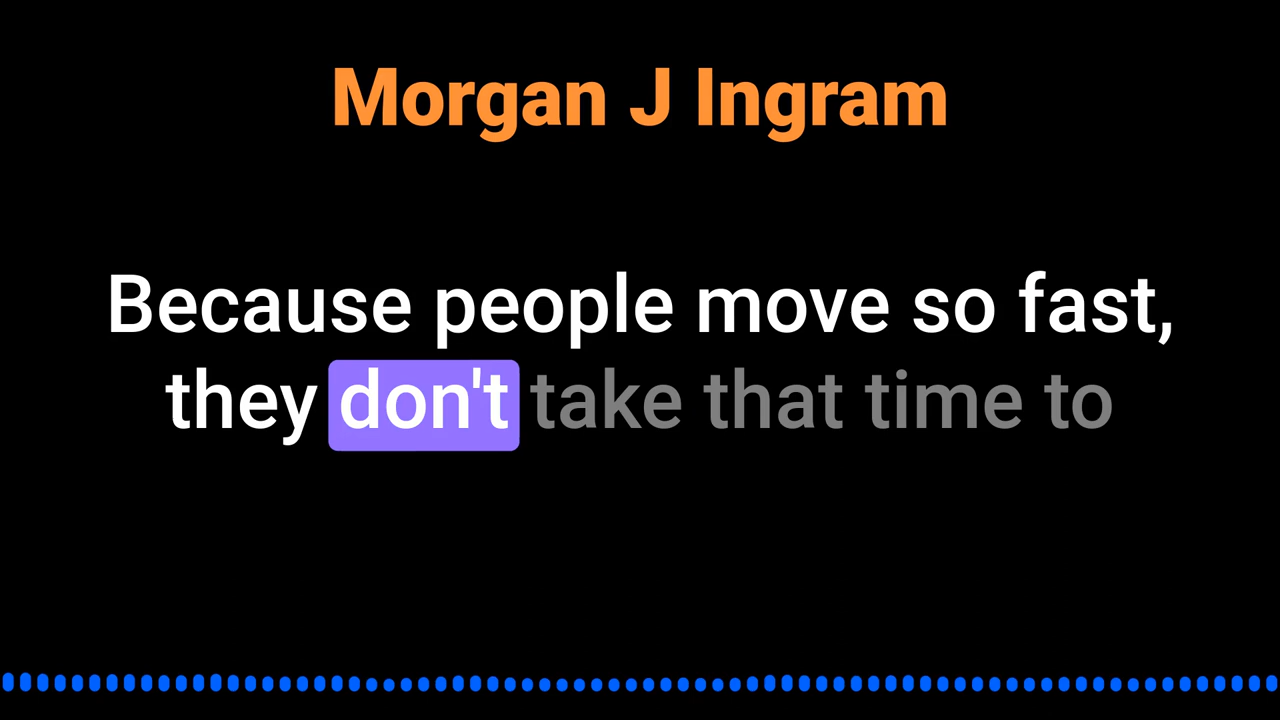 Morgan J Ingram
Because people move so fast,
they don't take that time to